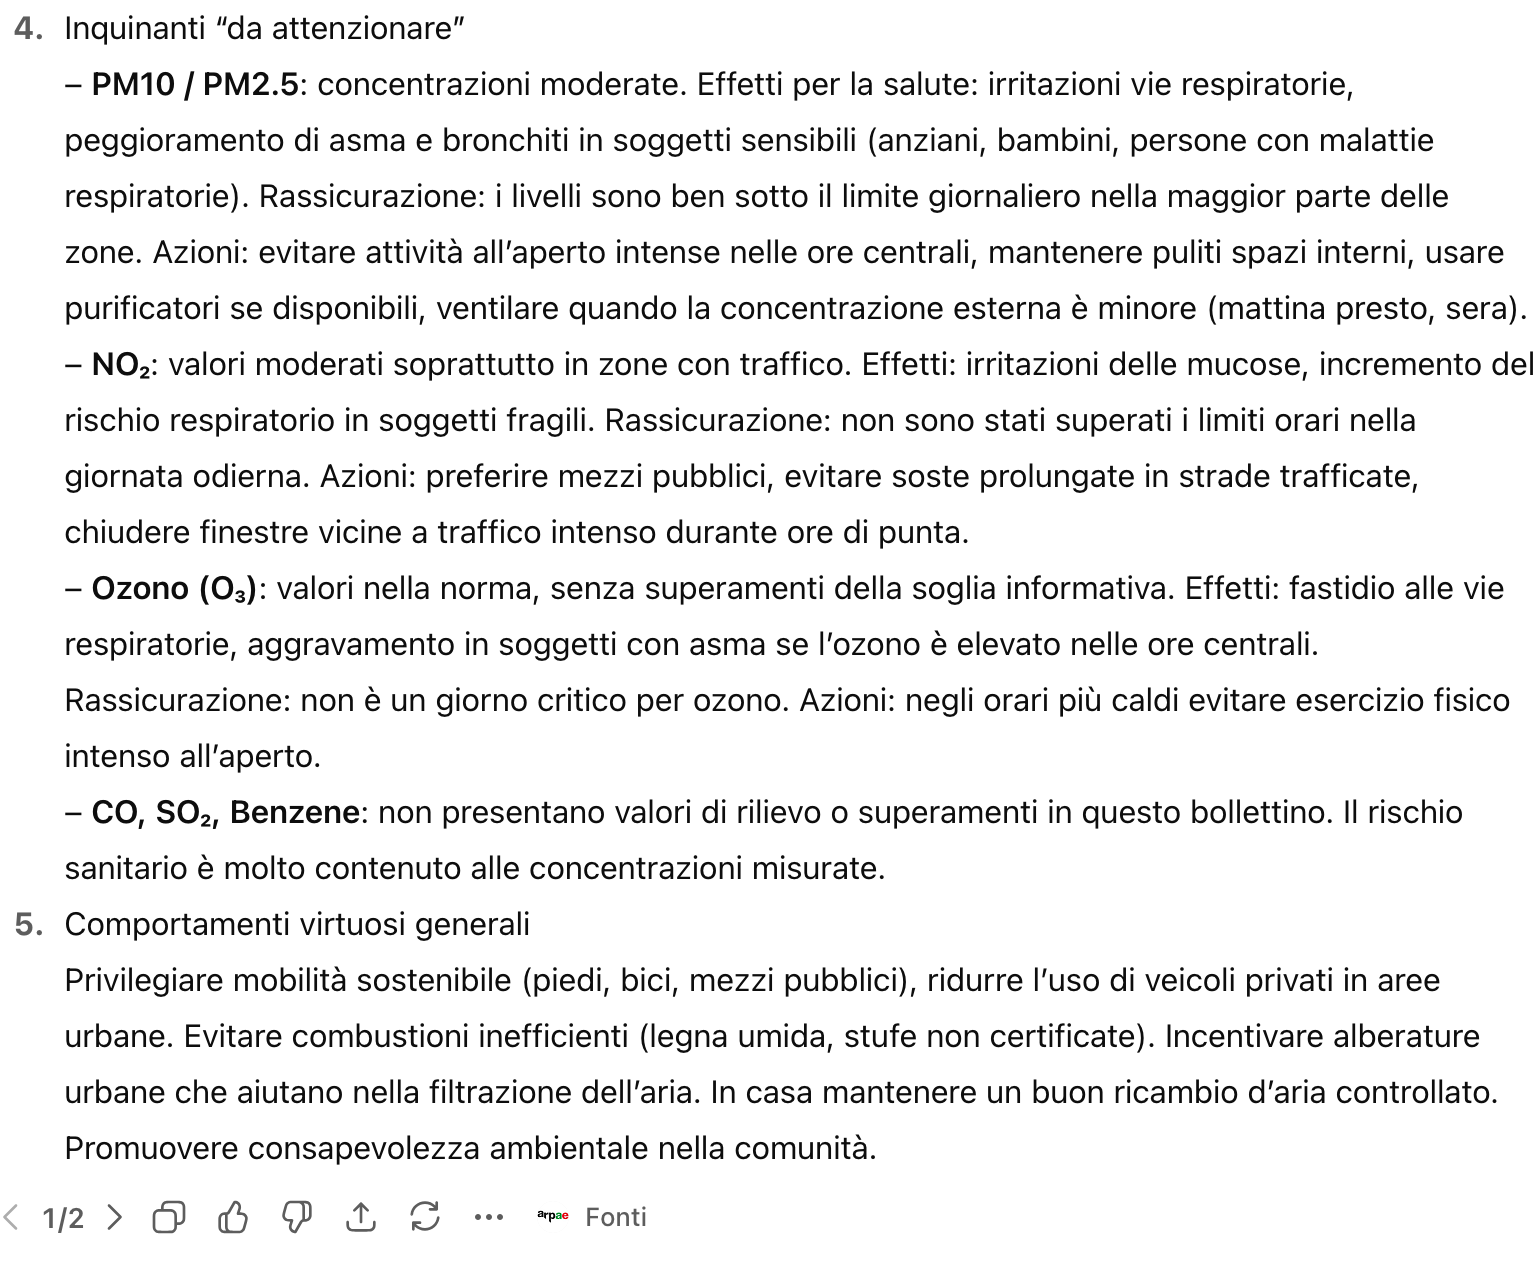 4. Inquinanti “da attenzionare”
– PM10 / PM2.5: concentrazioni moderate. Effetti per la salute: irritazioni vie respiratorie,
peggioramento di asma e bronchiti in soggetti sensibili (anziani, bambini, persone con malattie
respiratorie). Rassicurazione: i livelli sono ben sotto il limite giornaliero nella maggior parte delle
zone. Azioni: evitare attività all’aperto intense nelle ore centrali, mantenere puliti spazi interni, usare
purificatori se disponibili, ventilare quando la concentrazione esterna è minore (mattina presto, sera).
– NO₂: valori moderati soprattutto in zone con traffico. Effetti: irritazioni delle mucose, incremento del
rischio respiratorio in soggetti fragili. Rassicurazione: non sono stati superati i limiti orari nella
giornata odierna. Azioni: preferire mezzi pubblici, evitare soste prolungate in strade trafficate,
chiudere finestre vicine a traffico intenso durante ore di punta.
– Ozono (O₃): valori nella norma, senza superamenti della soglia informativa. Effetti: fastidio alle vie
respiratorie, aggravamento in soggetti con asma se l’ozono è elevato nelle ore centrali.
Rassicurazione: non è un giorno critico per ozono. Azioni: negli orari più caldi evitare esercizio fisico
intenso all’aperto.
– CO, SO₂, Benzene: non presentano valori di rilievo o superamenti in questo bollettino. Il rischio
sanitario è molto contenuto alle concentrazioni misurate.
5. Comportamenti virtuosi generali
Privilegiare mobilità sostenibile (piedi, bici, mezzi pubblici), ridurre l’uso di veicoli privati in aree
urbane. Evitare combustioni inefficienti (legna umida, stufe non certificate). Incentivare alberature
urbane che aiutano nella filtrazione dell’aria. In casa mantenere un buon ricambio d’aria controllato.
Promuovere consapevolezza ambientale nella comunità.
1/2 arpae Fonti